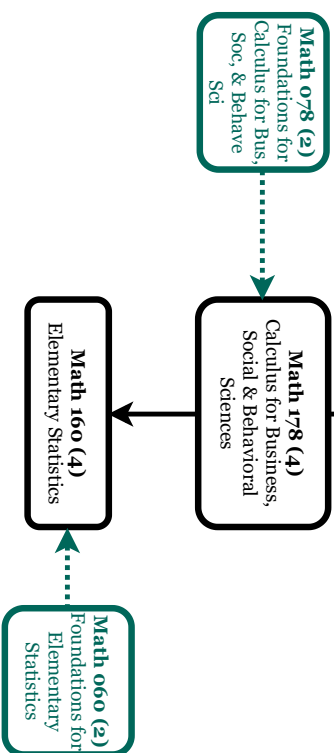 Math 078 (2)
Foundations for
Calculus for Bus,
Soc, & Behave
Sci
Math 178 (4)
Calculus for Business,
Social & Behavioral
Sciences
Math 160 (4)
Elementary Statistics
Math 060 (2)
Foundations for
Elementary
Statistics